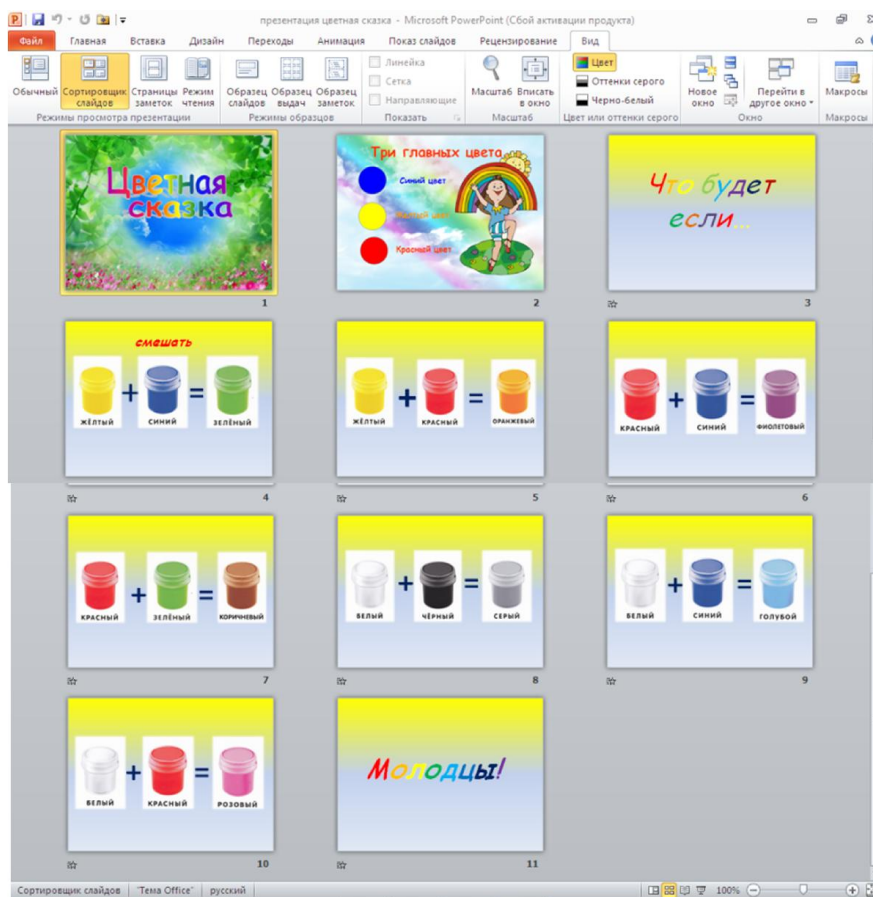 презентация цветная сказка - Microsoft PowerPoint (Сбой активации продукта)
Файл Главная Вставка Дизайн Переходы Анимация Показ слайдов Рецензирование Вид
Обычный Сортировщик слайдов Страницы заметок Режим чтения
Режимы просмотра презентации
Образец слайдов Образец выдач Образец заметок
Режимы образцов
Линейка
Сетка
Направляющие
Показать
Масштаб Вписать в окно
Масштаб
Цвет
Оттенки серого
Черно-белый
Цвет или оттенки серого
Новое окно
Перейти в другое окно
Окно
Макросы
Макросы
Цветная
сказка
1
Три главных цвета
Синий цвет
Желтый цвет
Красный цвет
2
Что будет
если...
3
смешать
+ =
ЖЁЛТЫЙ СИНИЙ ЗЕЛЁНЫЙ
4
+ =
ЖЁЛТЫЙ КРАСНЫЙ ОРАНЖЕВЫЙ
5
+ =
КРАСНЫЙ СИНИЙ ФИОЛЕТОВЫЙ
6
+ =
КРАСНЫЙ ЗЕЛЁНЫЙ КОРИЧНЕВЫЙ
7
+ =
БЕЛЫЙ ЧЁРНЫЙ СЕРЫЙ
8
+ =
БЕЛЫЙ СИНИЙ ГОЛУБОЙ
9
+ =
БЕЛЫЙ КРАСНЫЙ РОЗОВЫЙ
10
Молодцы!
11
Сортировщик слайдов "Тема Office" русский 100%